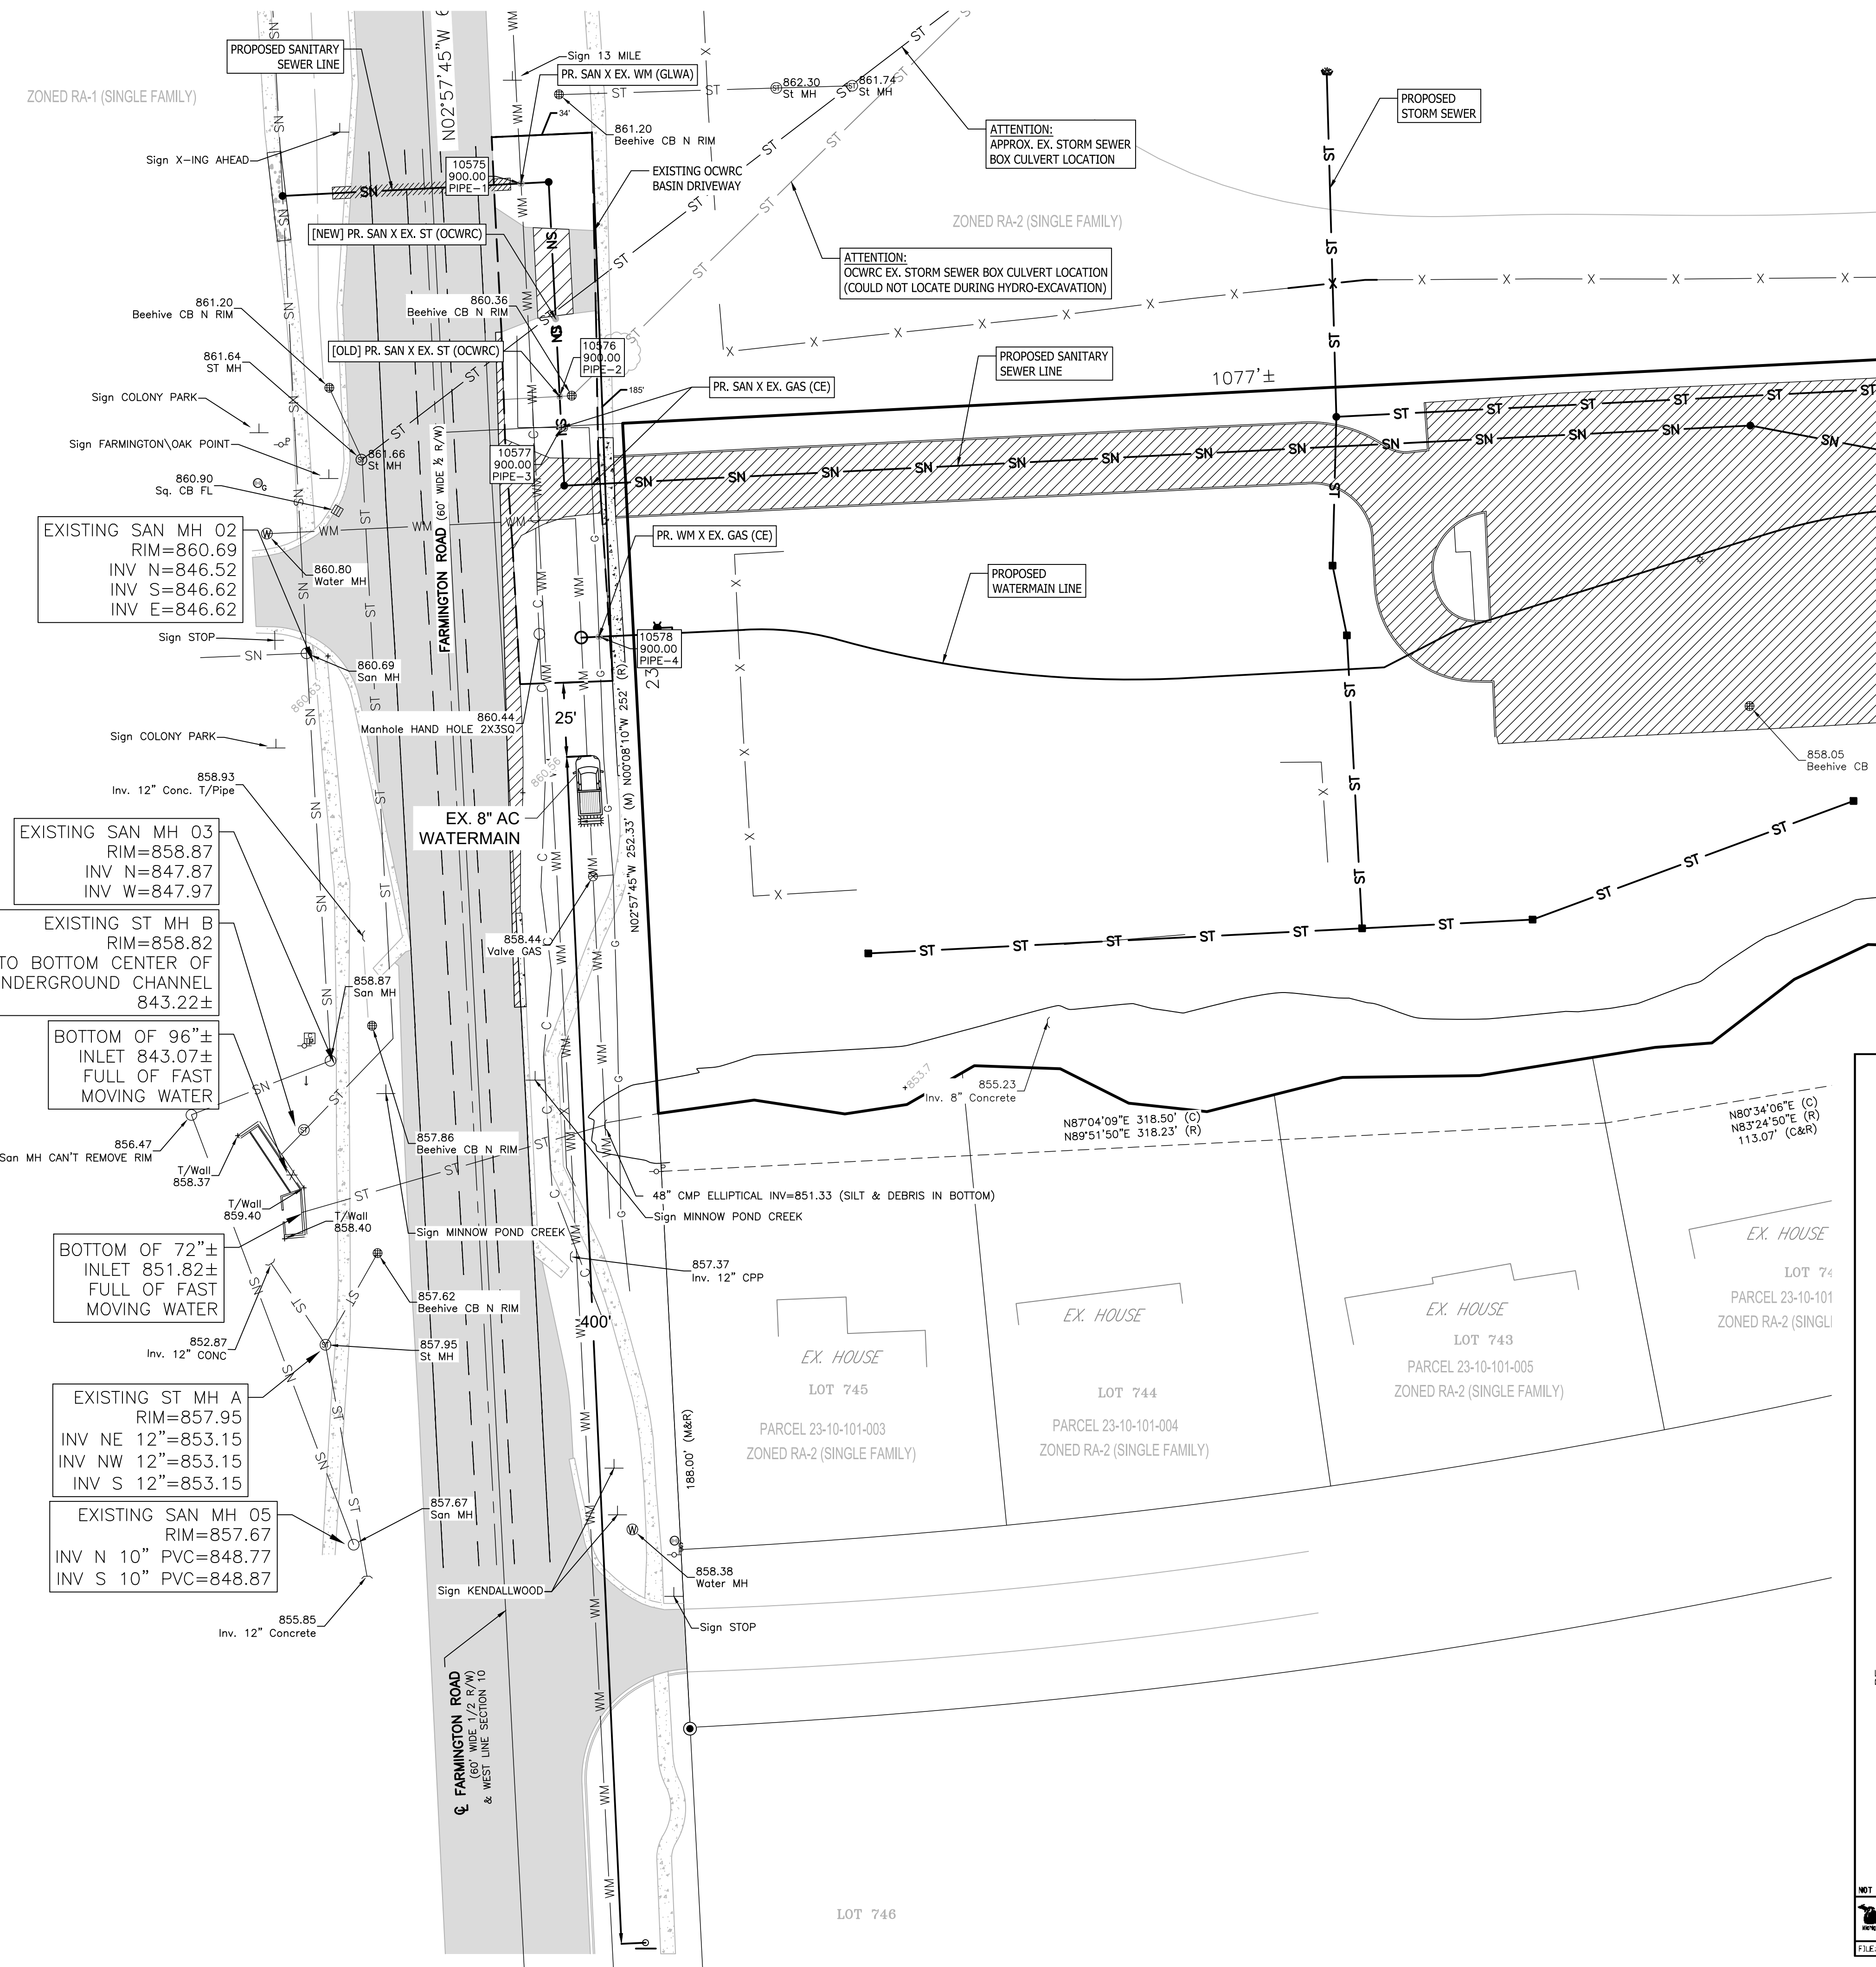 N02°57'45"W 6
PROPOSED SANITARY
SEWER LINE
ZONED RA-1 (SINGLE FAMILY)
Sign 13 MILE
PR. SAN X EX. WM (GLWA)
862.30
St MH
861.74
St MH
34'
861.20
Beehive CB N RIM
ATTENTION:
APPROX. EX. STORM SEWER
BOX CULVERT LOCATION
PROPOSED
STORM SEWER
Sign X-ING AHEAD
10575
900.00
PIPE-1
EXISTING OCWRC
BASIN DRIVEWAY
ZONED RA-2 (SINGLE FAMILY)
[NEW] PR. SAN X EX. ST (OCWRC)
ATTENTION:
OCWRC EX. STORM SEWER BOX CULVERT LOCATION
(COULD NOT LOCATE DURING HYDRO-EXCAVATION)
861.20
Beehive CB N RIM
860.36
Beehive CB N RIM
861.64
ST MH
[OLD] PR. SAN X EX. ST (OCWRC)
10576
900.00
PIPE-2
PROPOSED SANITARY
SEWER LINE
1077'±
185'
PR. SAN X EX. GAS (CE)
Sign COLONY PARK
Sign FARMINGTON\OAK POINT
861.66
St MH
10577
900.00
PIPE-3
860.90
Sq. CB FL
FARMINGTON ROAD (60' WIDE ½ R/W)
EXISTING SAN MH 02
RIM=860.69
INV N=846.52
INV S=846.62
INV E=846.62
860.80
Water MH
PR. WM X EX. GAS (CE)
PROPOSED
WATERMAIN LINE
Sign STOP
860.69
San MH
10578
900.00
PIPE-4
23
860.63
860.44
Manhole HAND HOLE 2X3SQ
25'
Sign COLONY PARK
860.56
858.05
Beehive CB
858.93
Inv. 12" Conc. T/Pipe
EX. 8" AC
WATERMAIN
N02°57'45"W 252.33' (M) N00°08'10"W 252' (R)
EXISTING SAN MH 03
RIM=858.87
INV N=847.87
INV W=847.97
EXISTING ST MH B
RIM=858.82
TO BOTTOM CENTER OF
NDERGROUND CHANNEL
843.22±
858.44
Valve GAS
858.87
San MH
BOTTOM OF 96"±
INLET 843.07±
FULL OF FAST
MOVING WATER
853.7
855.23
Inv. 8" Concrete
N87°04'09"E 318.50' (C)
N89°51'50"E 318.23' (R)
N80°34'06"E (C)
N83°24'50"E (R)
113.07' (C&R)
856.47
San MH CAN'T REMOVE RIM
857.86
Beehive CB N RIM
T/Wall
858.37
T/Wall
859.40
T/Wall
858.40
48" CMP ELLIPTICAL INV=851.33 (SILT & DEBRIS IN BOTTOM)
Sign MINNOW POND CREEK
Sign MINNOW POND CREEK
BOTTOM OF 72"±
INLET 851.82±
FULL OF FAST
MOVING WATER
857.37
Inv. 12" CPP
857.62
Beehive CB N RIM
852.87
Inv. 12" CONC
857.95
St MH
400'
EX. HOUSE
LOT 745
PARCEL 23-10-101-003
ZONED RA-2 (SINGLE FAMILY)
EX. HOUSE
LOT 744
PARCEL 23-10-101-004
ZONED RA-2 (SINGLE FAMILY)
EX. HOUSE
LOT 743
PARCEL 23-10-101-005
ZONED RA-2 (SINGLE FAMILY)
EX. HOUSE
LOT 74
PARCEL 23-10-101
ZONED RA-2 (SINGL
EXISTING ST MH A
RIM=857.95
INV NE 12"=853.15
INV NW 12"=853.15
INV S 12"=853.15
188.00' (M&R)
EXISTING SAN MH 05
RIM=857.67
INV N 10" PVC=848.77
INV S 10" PVC=848.87
857.67
San MH
858.38
Water MH
Sign KENDALLWOOD
Sign STOP
855.85
Inv. 12" Concrete
℄ FARMINGTON ROAD
(60' WIDE 1/2 R/W)
& WEST LINE SECTION 10
LOT 746
NOT
FILE: